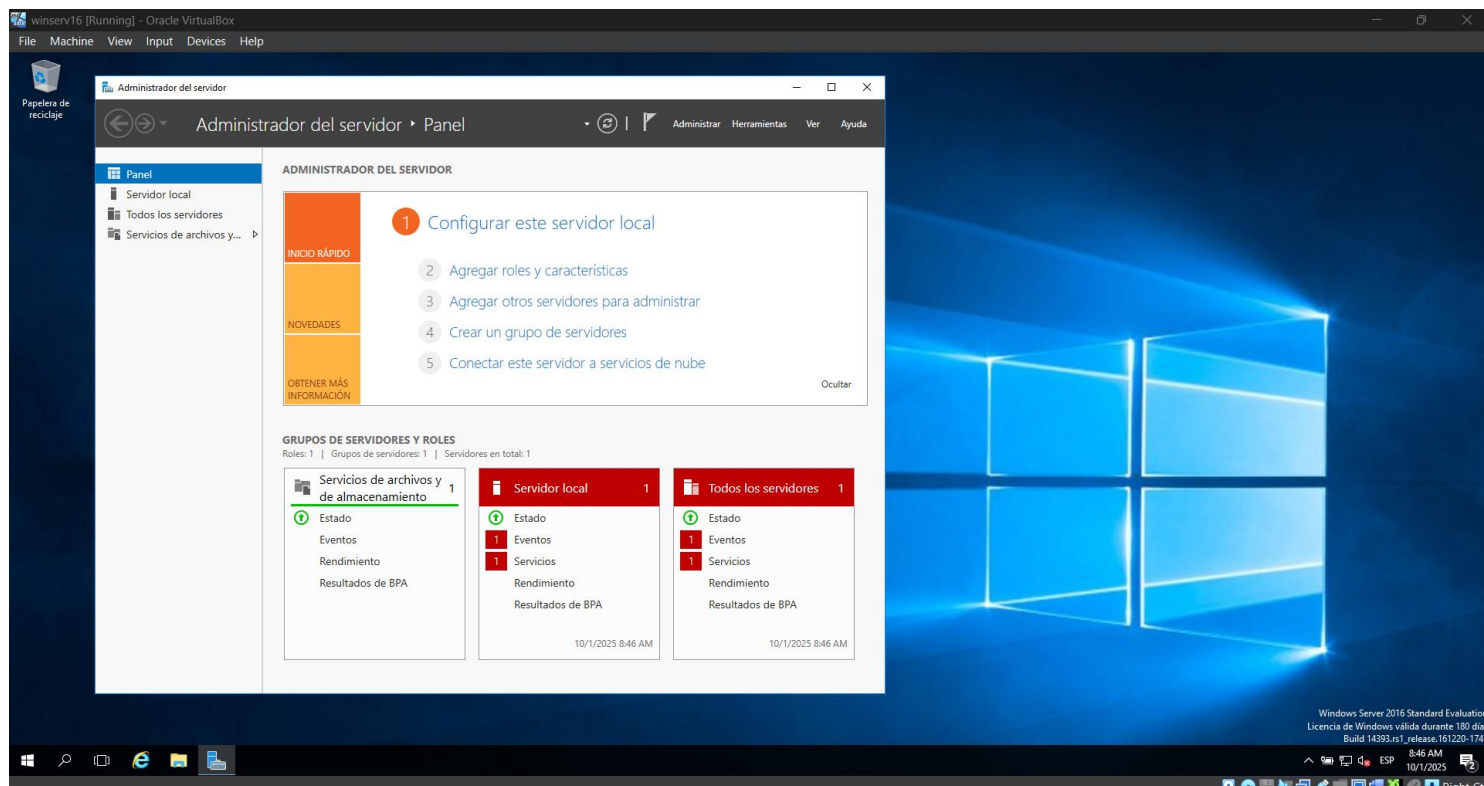 winserv16 [Running] - Oracle VirtualBox
File Machine View Input Devices Help
Papelera de
reciclaje
Administrador del servidor
Administrador del servidor ‣ Panel
Administrar Herramientas Ver Ayuda
Panel
Servidor local
Todos los servidores
Servicios de archivos y...
ADMINISTRADOR DEL SERVIDOR
INICIO RÁPIDO
NOVEDADES
OBTENER MÁS
INFORMACIÓN
1 Configurar este servidor local
2 Agregar roles y características
3 Agregar otros servidores para administrar
4 Crear un grupo de servidores
5 Conectar este servidor a servicios de nube
Ocultar
GRUPOS DE SERVIDORES Y ROLES
Roles: 1 | Grupos de servidores: 1 | Servidores en total: 1
Servicios de archivos y
de almacenamiento 1
Estado
Eventos
Rendimiento
Resultados de BPA
Servidor local 1
Estado
1 Eventos
1 Servicios
Rendimiento
Resultados de BPA
10/1/2025 8:46 AM
Todos los servidores 1
Estado
1 Eventos
1 Servicios
Rendimiento
Resultados de BPA
10/1/2025 8:46 AM
Windows Server 2016 Standard Evaluation
Licencia de Windows válida durante 180 día
Build 14393.rs1_release.161220-174
ESP
8:46 AM
10/1/2025
2